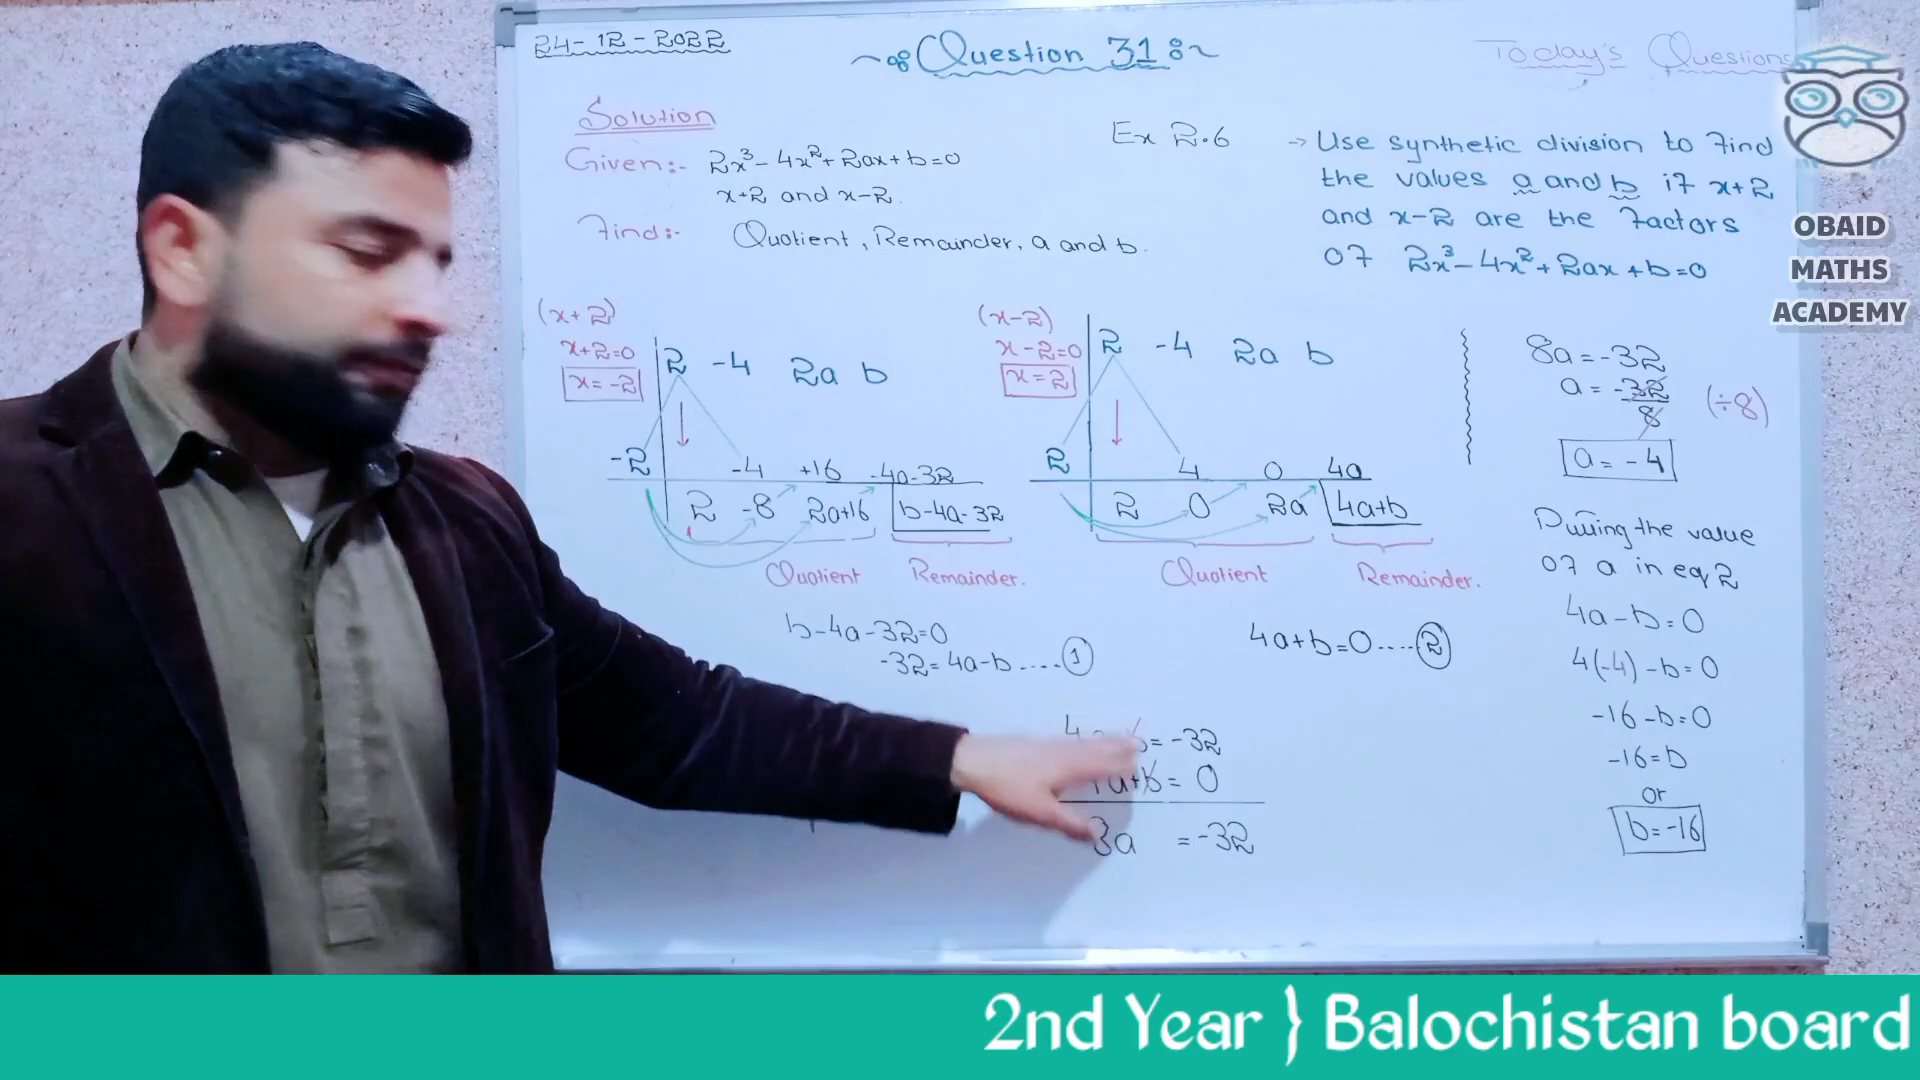 24-12-2022
Question 31
Today's Questions
Solution
Given:- 2x³-4x²+2ax+b=0
x+2 and x-2.
Find:- Quotient, Remainder, a and b.
Ex 2.6
→ Use synthetic division to find
the values a and b if x+2
and x-2 are the factors
of 2x³-4x²+2ax+b=0
OBAID
MATHS
ACADEMY
(x+2)
x+2=0
x=-2
2 -4 2a b
-2 -4 +16 -4a-32
2 -8 2a+16 b-4a-32
Quotient Remainder.
b-4a-32=0
-32=4a-b....①
(x-2)
x-2=0
x=2
2 -4 2a b
2 4 0 4a
2 0 2a 4a+b
Quotient Remainder.
4a+b=0....②
4 = -32
a+b= 0
a = -32
8a=-32
a = -32/8 (÷8)
a = -4
the value
of a in eq 2
4a-b=0
4(-4)-b=0
-16-b=0
-16=b
or
b=-16
2nd Year } Balochistan board